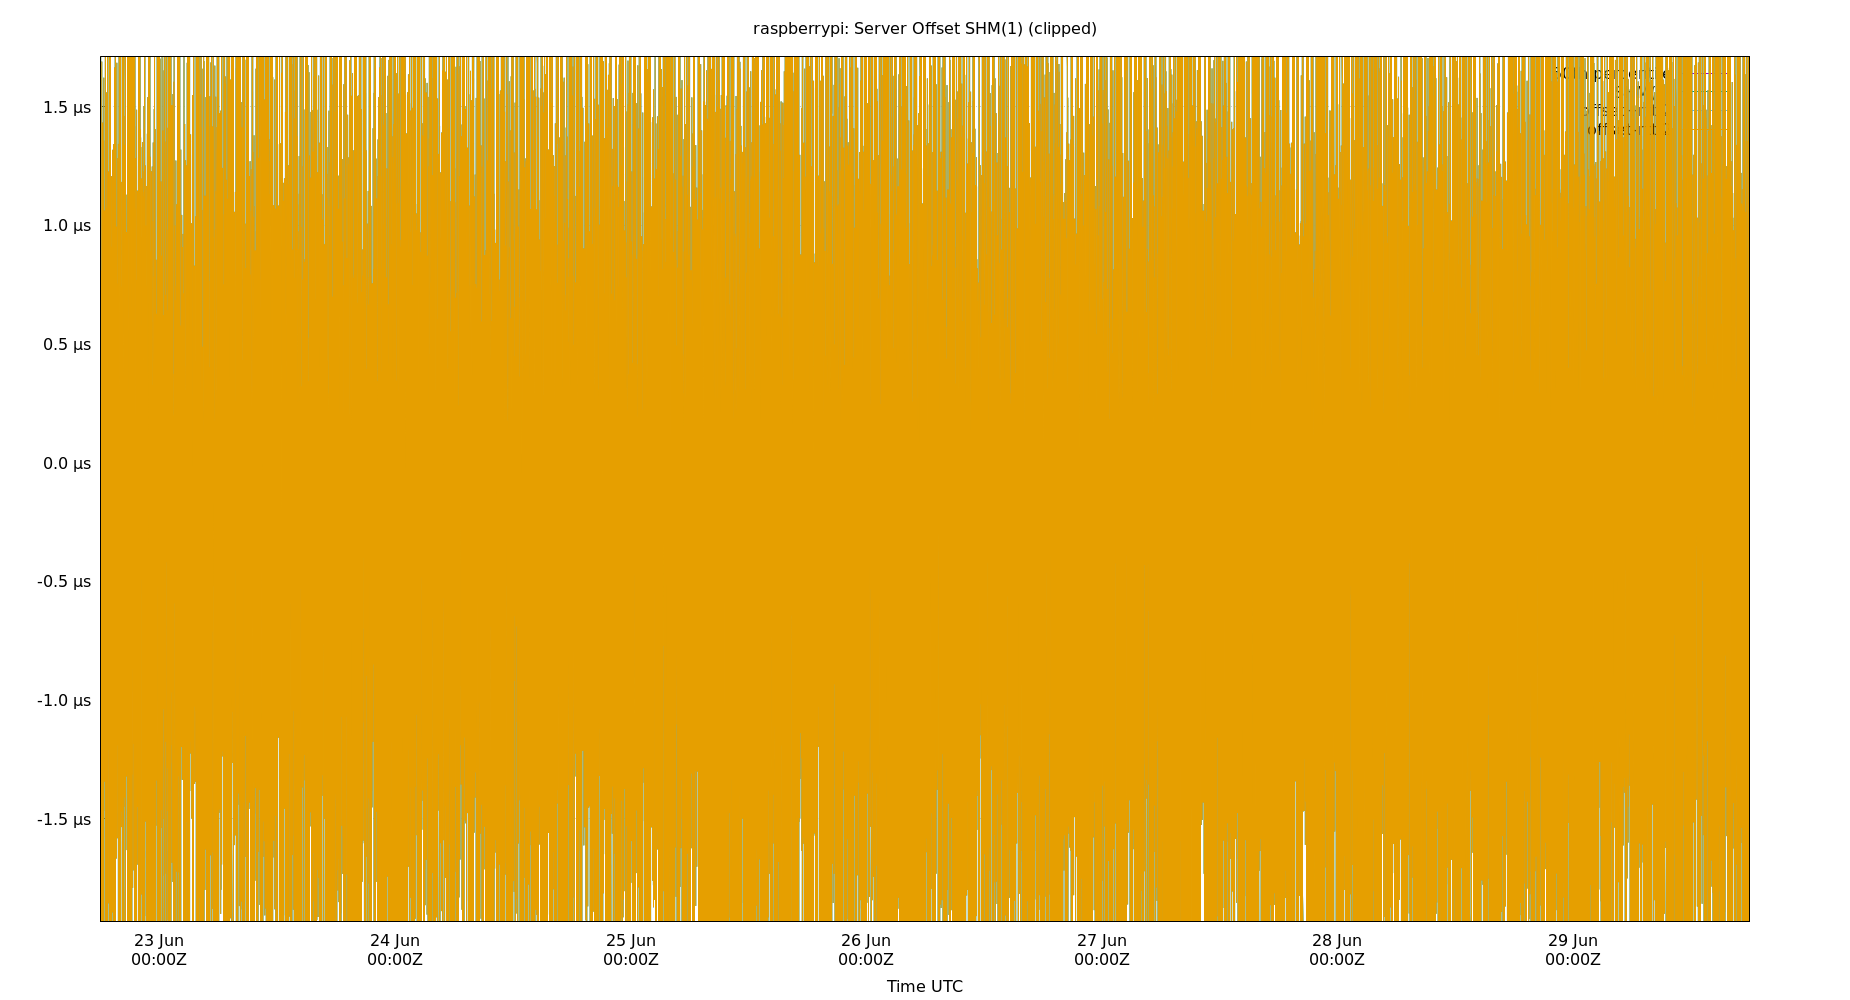 raspberrypi: Server Offset SHM(1) (clipped)
1.5 µs
1.0 µs
0.5 µs
0.0 µs
-0.5 µs
-1.0 µs
-1.5 µs
23 Jun 24 Jun 25 Jun 26 Jun 27 Jun 28 Jun 29 Jun
00:00Z 00:00Z 00:00Z 00:00Z 00:00Z 00:00Z 00:00Z
Time UTC